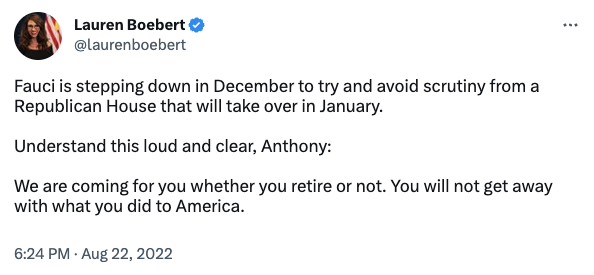 Lauren Boebert
@laurenboebert
Fauci is stepping down in December to try and avoid scrutiny from a
Republican House that will take over in January.
Understand this loud and clear, Anthony:
We are coming for you whether you retire or not. You will not get away
with what you did to America.
6:24 PM · Aug 22, 2022